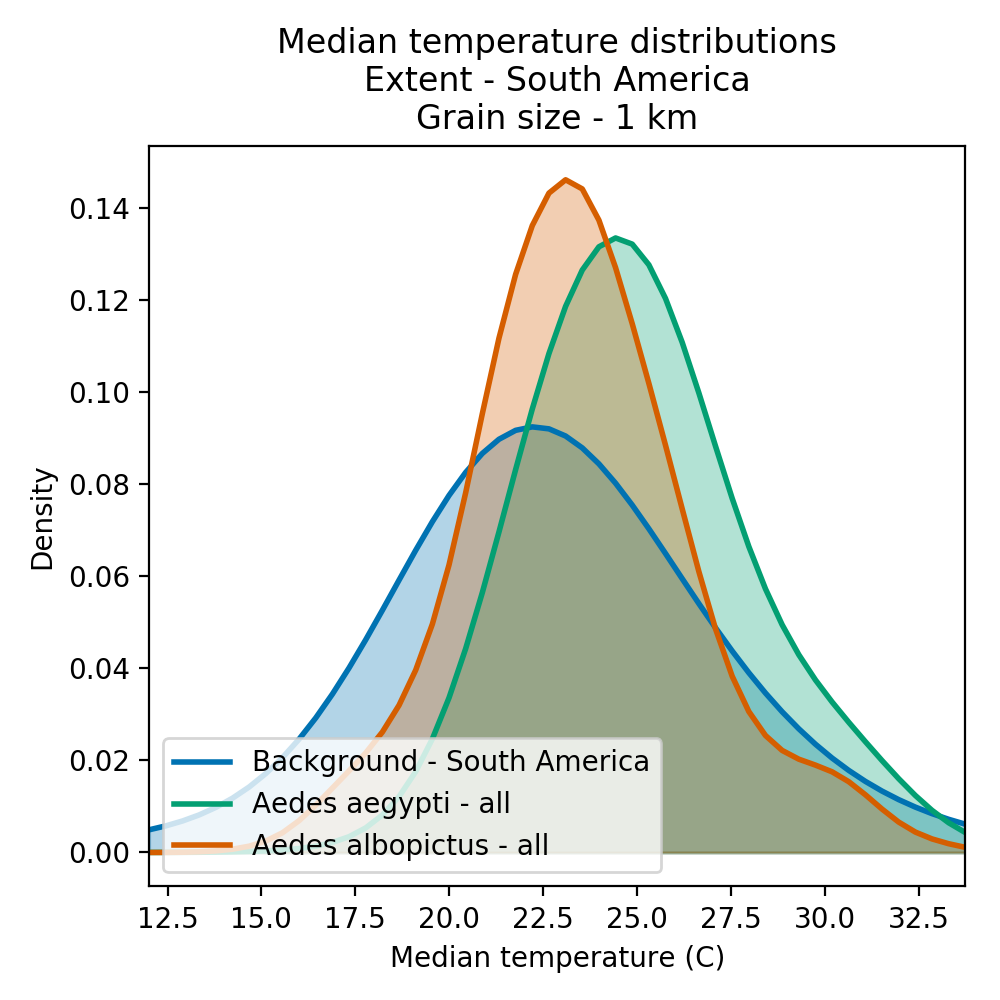 Median temperature distributions
Extent - South America
Grain size - 1 km
Density
0.14
0.12
0.10
0.08
0.06
0.04
0.02
0.00
Background - South America
Aedes aegypti - all
Aedes albopictus - all
12.5 15.0 17.5 20.0 22.5 25.0 27.5 30.0 32.5
Median temperature (C)